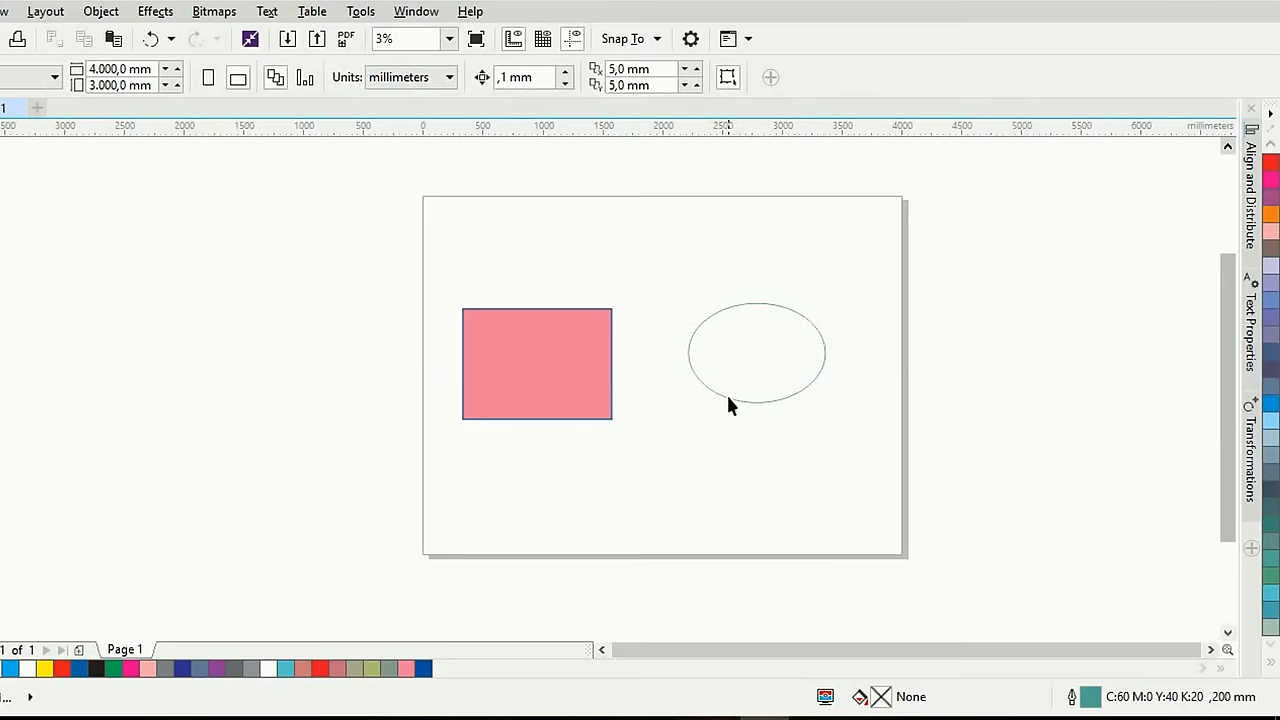 w Layout Object Effects Bitmaps Text Table Tools Window Help
PDF 3% Snap To
4.000,0 mm
3.000,0 mm
Units: millimeters
,1 mm
5,0 mm
5,0 mm
1
500 3000 2500 2000 1500 1000 500 0 500 1000 1500 2000 2500 3000 3500 4000 4500 5000 5500 6000 millimeters
Align and Distribute
Text Properties
Transformations
1 of 1 Page 1
... None C:60 M:0 Y:40 K:20 ,200 mm